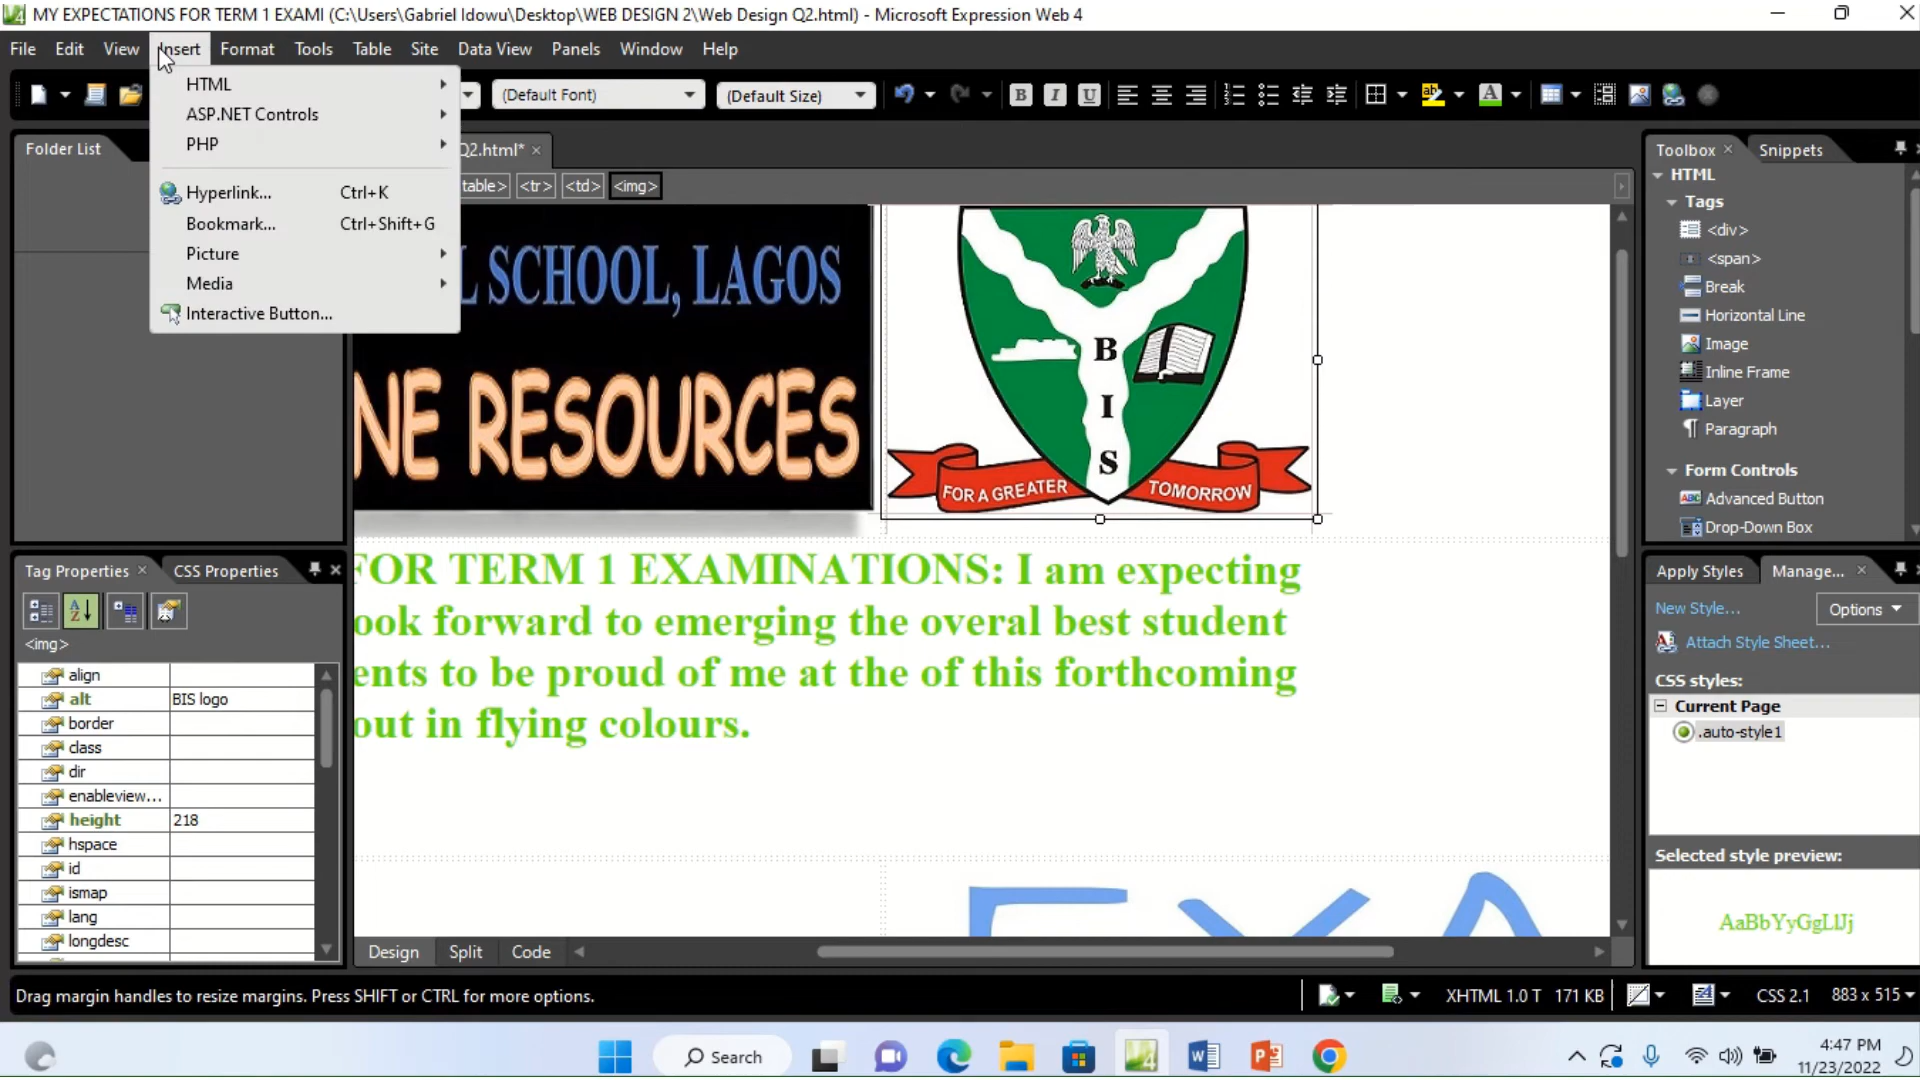 MY EXPECTATIONS FOR TERM 1 EXAMI (C:\Users\Gabriel Idowu\Desktop\WEB DESIGN 2\Web Design Q2.html) - Microsoft Expression Web 4
File Edit View Insert Format Tools Table Site Data View Panels Window Help
(Default Font) (Default Size) B I U A
HTML
ASP.NET Controls
PHP
Hyperlink... Ctrl+K
Bookmark... Ctrl+Shift+G
Picture
Media
Interactive Button...
Folder List
Q2.html*
table> <tr> <td> <img>
L SCHOOL, LAGOS
NE RESOURCES
B
I
S
FOR A GREATER TOMORROW
FOR TERM 1 EXAMINATIONS: I am expecting
ook forward to emerging the overal best student
ents to be proud of me at the of this forthcoming
out in flying colours.
EXA
Design Split Code
Tag Properties CSS Properties
<img>
align
alt BIS logo
border
class
dir
enableview...
height 218
hspace
id
ismap
lang
longdesc
Toolbox Snippets
HTML
Tags
<div>
<span>
Break
Horizontal Line
Image
Inline Frame
Layer
Paragraph
Form Controls
Advanced Button
Drop-Down Box
Apply Styles Manage...
New Style... Options
Attach Style Sheet...
CSS styles:
Current Page
.auto-style1
Selected style preview:
AaBbYyGgLlJj
Drag margin handles to resize margins. Press SHIFT or CTRL for more options.
XHTML 1.0 T 171 KB CSS 2.1 883 x 515
Search
4:47 PM
11/23/2022